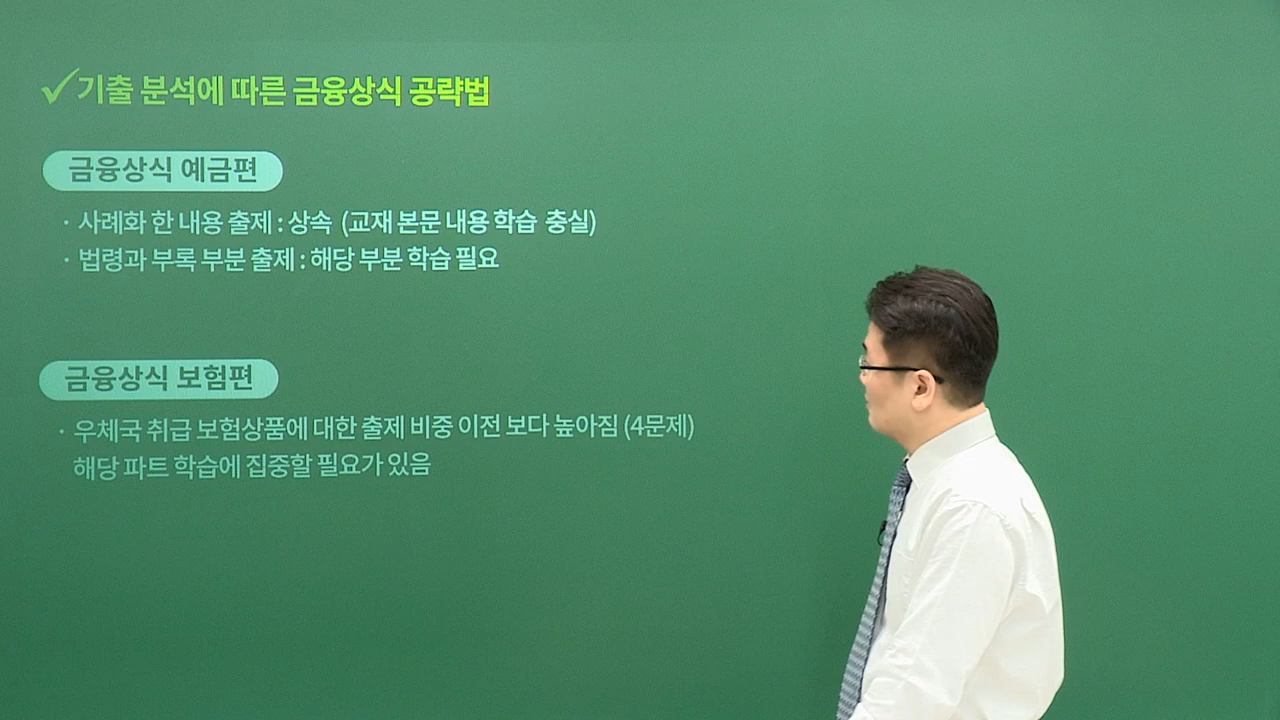 ✓기출 분석에 따른 금융상식 공략법
금융상식 예금편
· 사례화 한 내용 출제 : 상속 (교재 본문 내용 학습 충실)
· 법령과 부록 부분 출제 : 해당 부분 학습 필요
금융상식 보험편
· 우체국 취급 보험상품에 대한 출제 비중 이전 보다 높아짐 (4문제)
해당 파트 학습에 집중할 필요가 있음